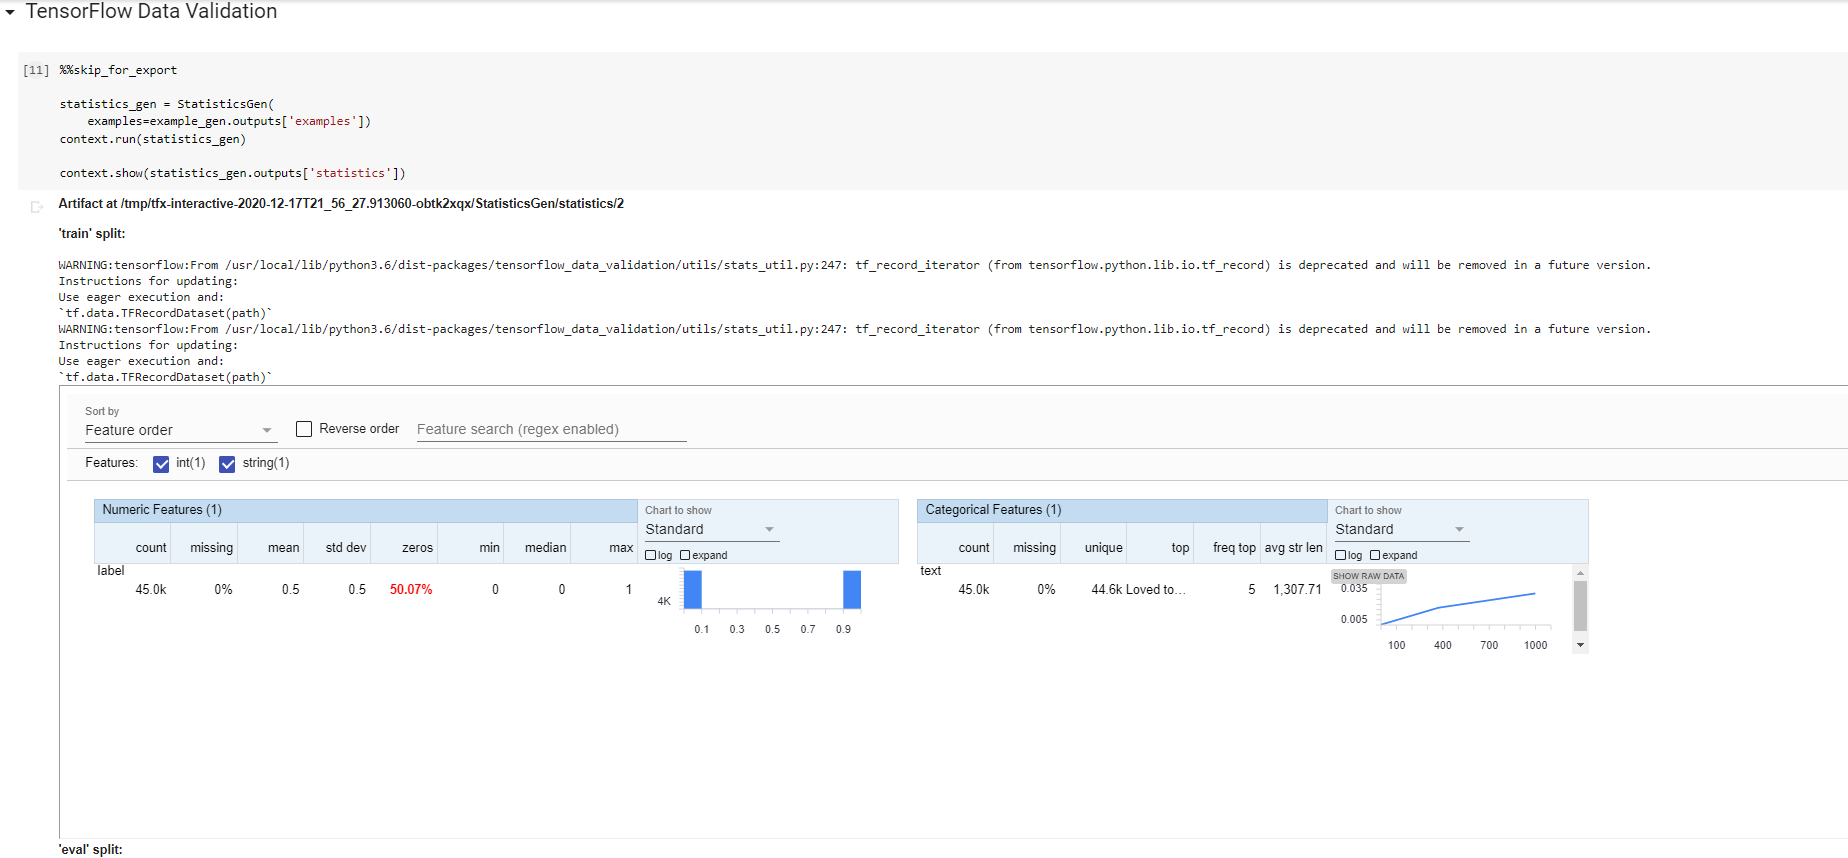 TensorFlow Data Validation
[11] %%skip_for_export
statistics_gen = StatisticsGen(
examples=example_gen.outputs['examples'])
context.run(statistics_gen)
context.show(statistics_gen.outputs['statistics'])
Artifact at /tmp/tfx-interactive-2020-12-17T21_56_27.913060-obtk2xqx/StatisticsGen/statistics/2
'train' split:
WARNING:tensorflow:From /usr/local/lib/python3.6/dist-packages/tensorflow_data_validation/utils/stats_util.py:247: tf_record_iterator (from tensorflow.python.lib.io.tf_record) is deprecated and will be removed in a future version.
Instructions for updating:
Use eager execution and:
`tf.data.TFRecordDataset(path)`
WARNING:tensorflow:From /usr/local/lib/python3.6/dist-packages/tensorflow_data_validation/utils/stats_util.py:247: tf_record_iterator (from tensorflow.python.lib.io.tf_record) is deprecated and will be removed in a future version.
Instructions for updating:
Use eager execution and:
`tf.data.TFRecordDataset(path)`
Sort by
Feature order
Reverse order
Feature search (regex enabled)
Features: int(1) string(1)
Numeric Features (1)
count missing mean std dev zeros min median max
Chart to show
Standard
log expand
label
45.0k 0% 0.5 0.5 50.07% 0 0 1
4K
0.1 0.3 0.5 0.7 0.9
Categorical Features (1)
count missing unique top freq top avg str len
Chart to show
Standard
log expand
text
45.0k 0% 44.6k Loved to... 5 1,307.71
SHOW RAW DATA
0.035
0.005
100 400 700 1000
'eval' split: